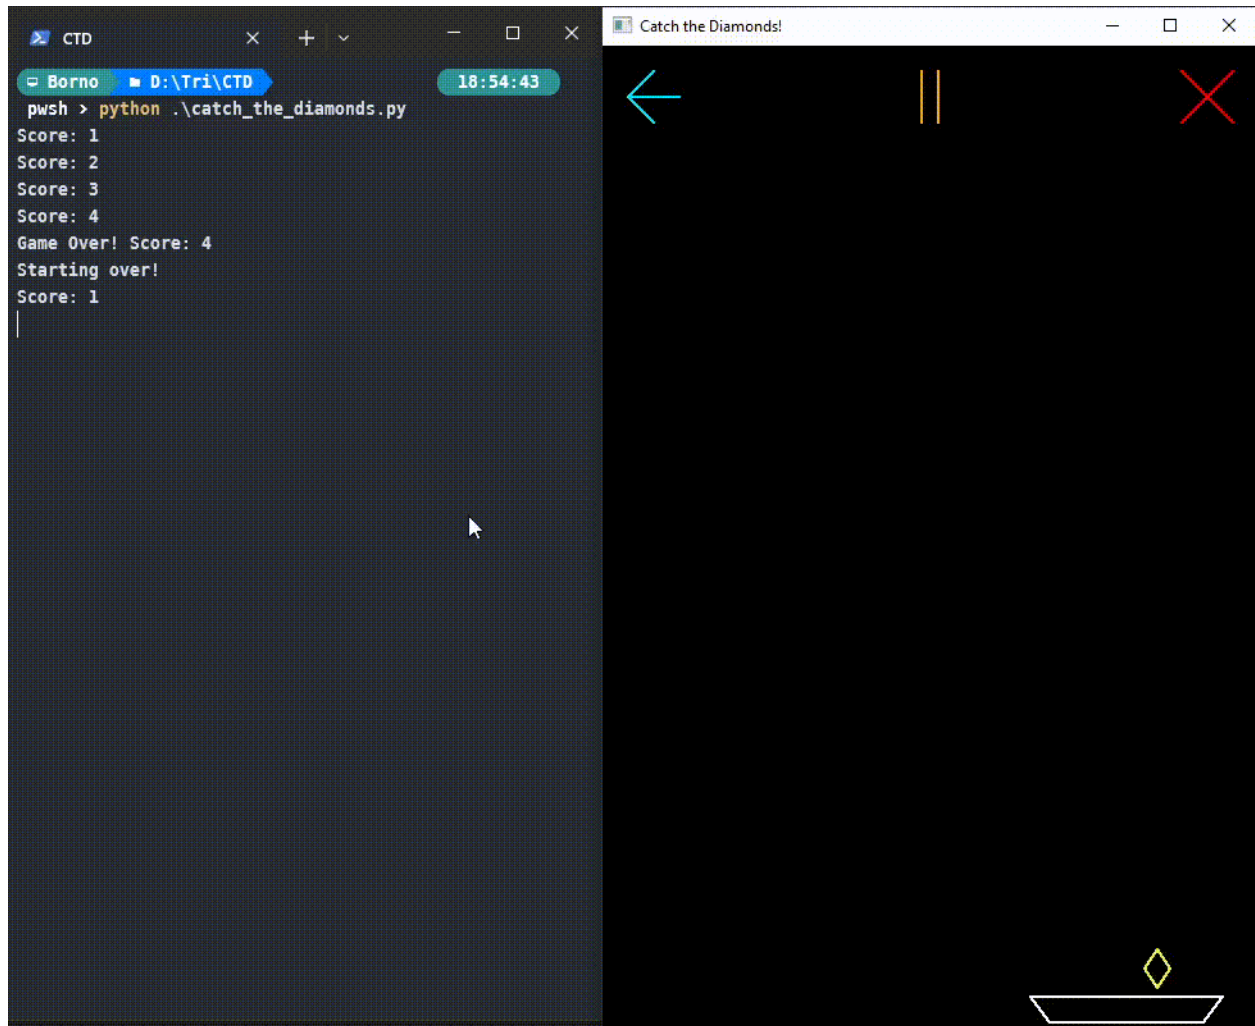 CTD
Borno D:\Tri\CTD 18:54:43
pwsh > python .\catch_the_diamonds.py
Score: 1
Score: 2
Score: 3
Score: 4
Game Over! Score: 4
Starting over!
Score: 1
Catch the Diamonds!